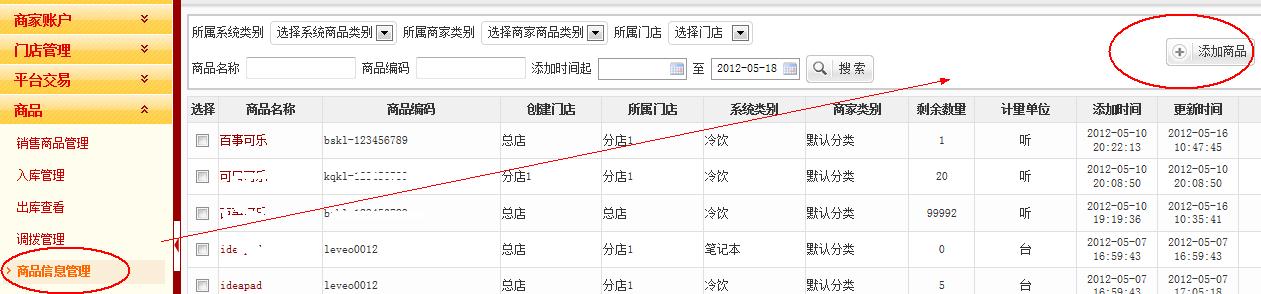 商家账户
门店管理
平台交易
商品
销售商品管理
入库管理
出库查看
调拨管理
商品信息管理
所属系统类别 选择系统商品类别 所属商家类别 选择商家商品类别 所属门店 选择门店
添加商品
商品名称 商品编码 添加时间起 至 2012-05-18 搜索
选择 商品名称 商品编码 创建门店 所属门店 系统类别 商家类别 剩余数量 计量单位 添加时间 更新时间
百事可乐 bskl-123456789 总店 分店1 冷饮 默认分类 1 听 2012-05-10 20:22:13 2012-05-16 10:47:45
kqkl- 分店1 分店1 冷饮 默认分类 20 听 2012-05-10 20:08:50 2012-05-10 20:08:50
总店 总店 冷饮 默认分类 99992 听 2012-05-10 19:19:36 2012-05-16 10:35:41
leveo0012 总店 分店1 笔记本 默认分类 0 台 2012-05-07 16:59:43 2012-05-07 16:59:43
ideapad leveo0012 总店 分店1 冷饮 默认分类 5 台 2012-05-07 16:59:43 2012-05-07 17:05:18